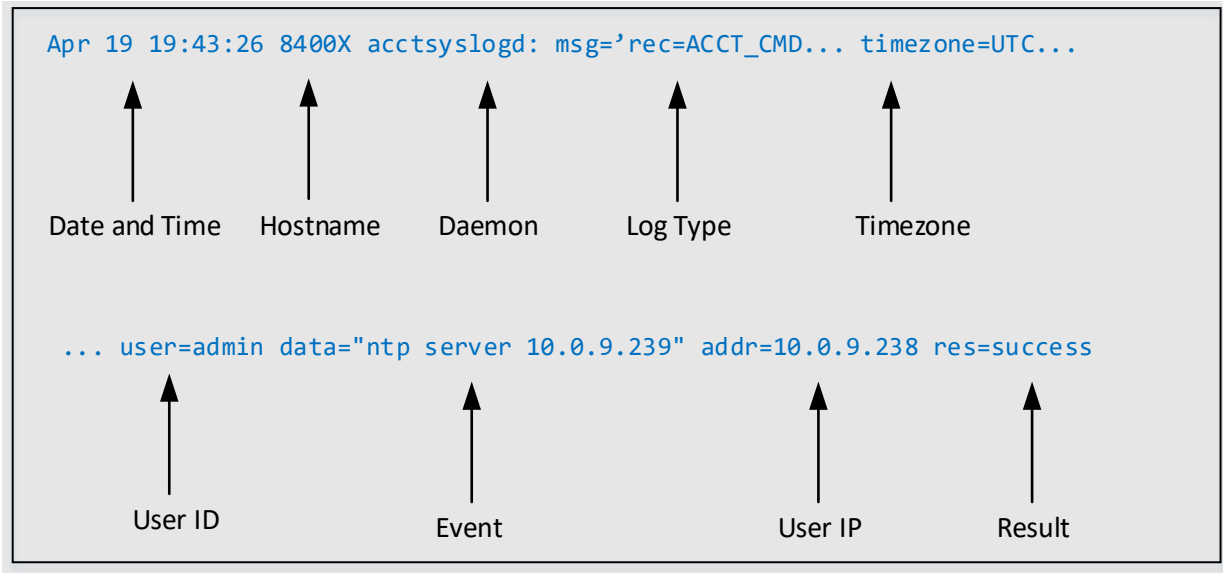 Apr 19 19:43:26 8400X acctsyslogd: msg=’rec=ACCT_CMD... timezone=UTC...
Date and Time Hostname Daemon Log Type Timezone
... user=admin data="ntp server 10.0.9.239" addr=10.0.9.238 res=success
User ID Event User IP Result